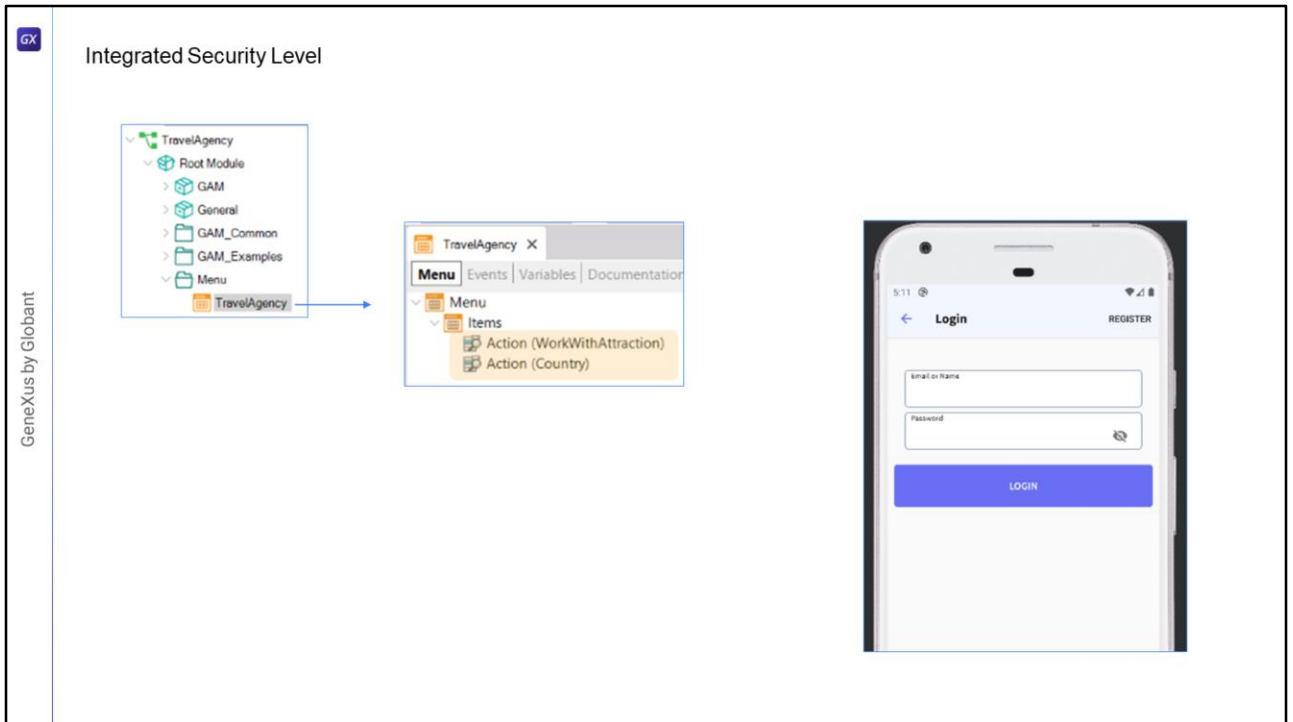 GX
Integrated Security Level
GeneXus by Globant
TravelAgency
Root Module
GAM
General
GAM_Common
GAM_Examples
Menu
TravelAgency
TravelAgency
Menu Events Variables Documentation
Menu
Items
Action (WorkWithAttraction)
Action (Country)
5:11
Login REGISTER
Email or Name
Password
LOGIN